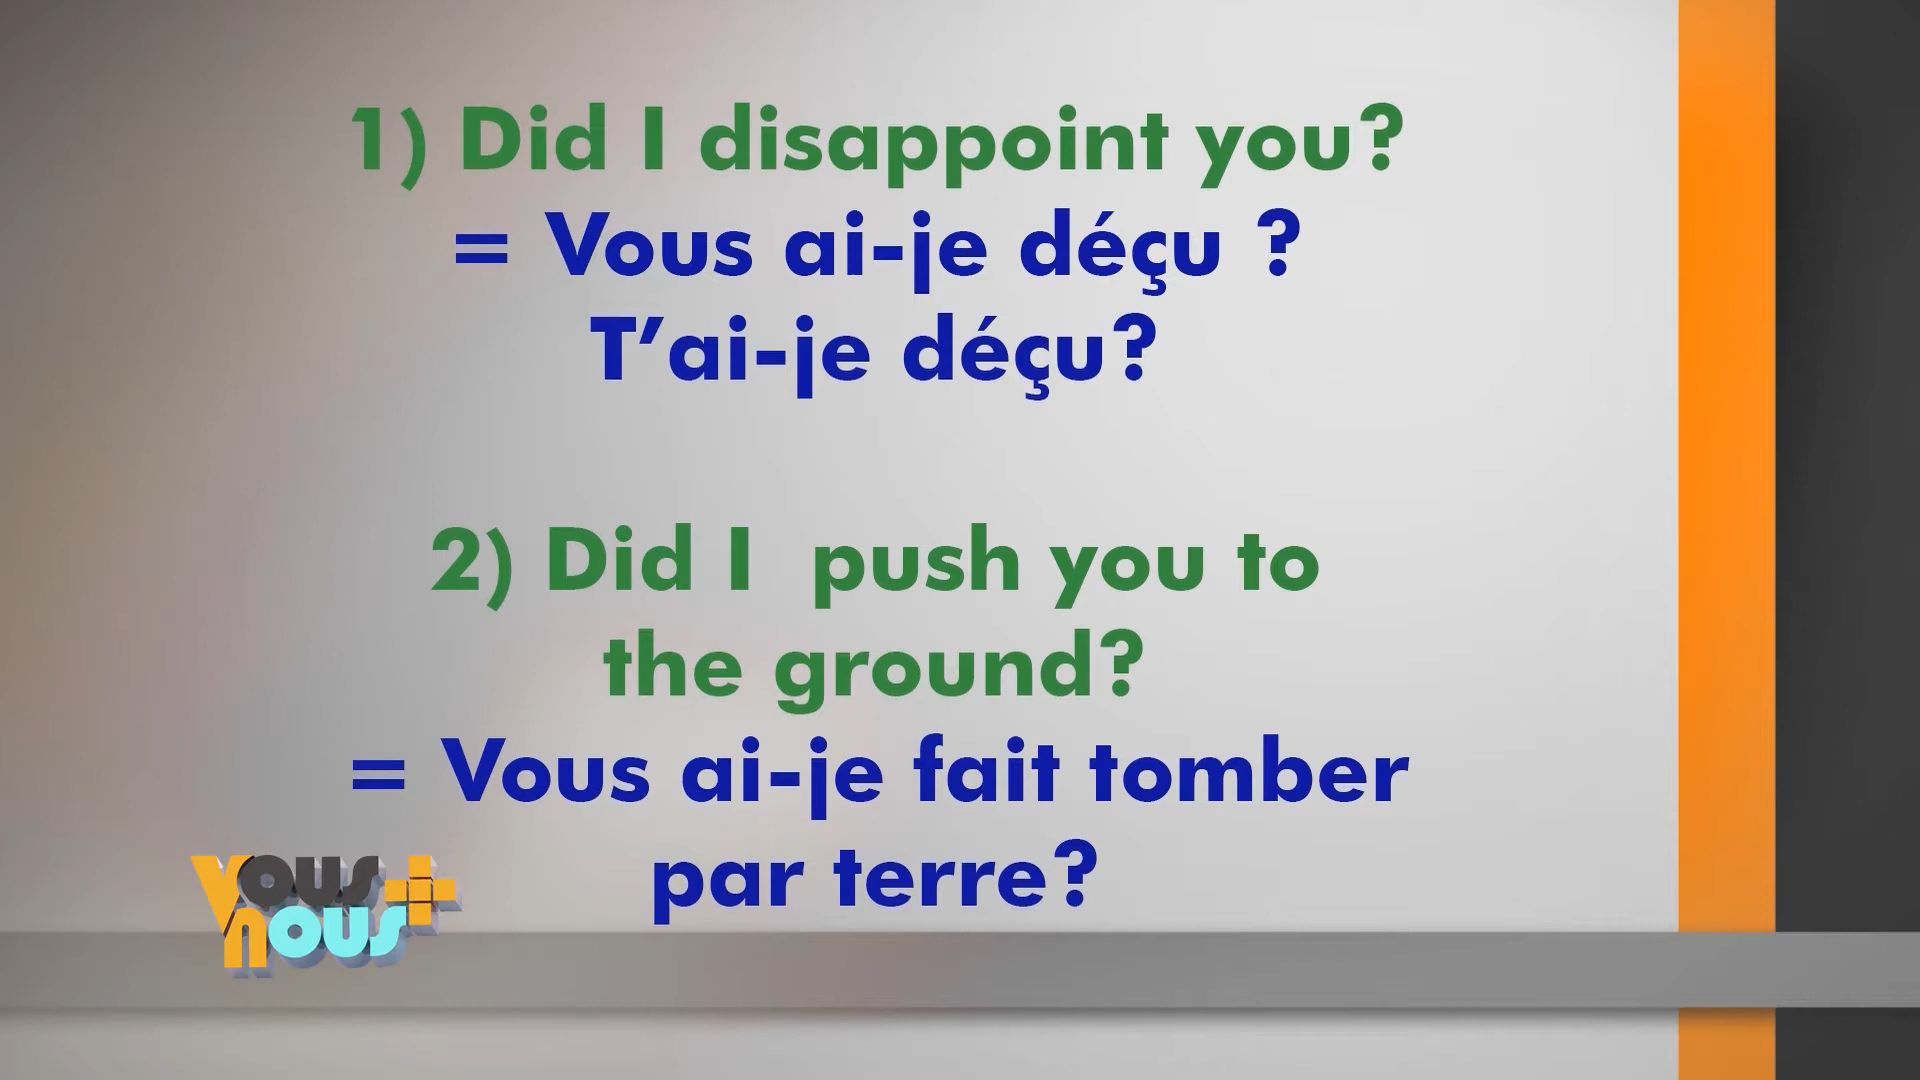 1) Did I disappoint you?
= Vous ai-je déçu ?
T’ai-je déçu?
2) Did I  push you to
the ground?
= Vous ai-je fait tomber
par terre?
vous
nous+